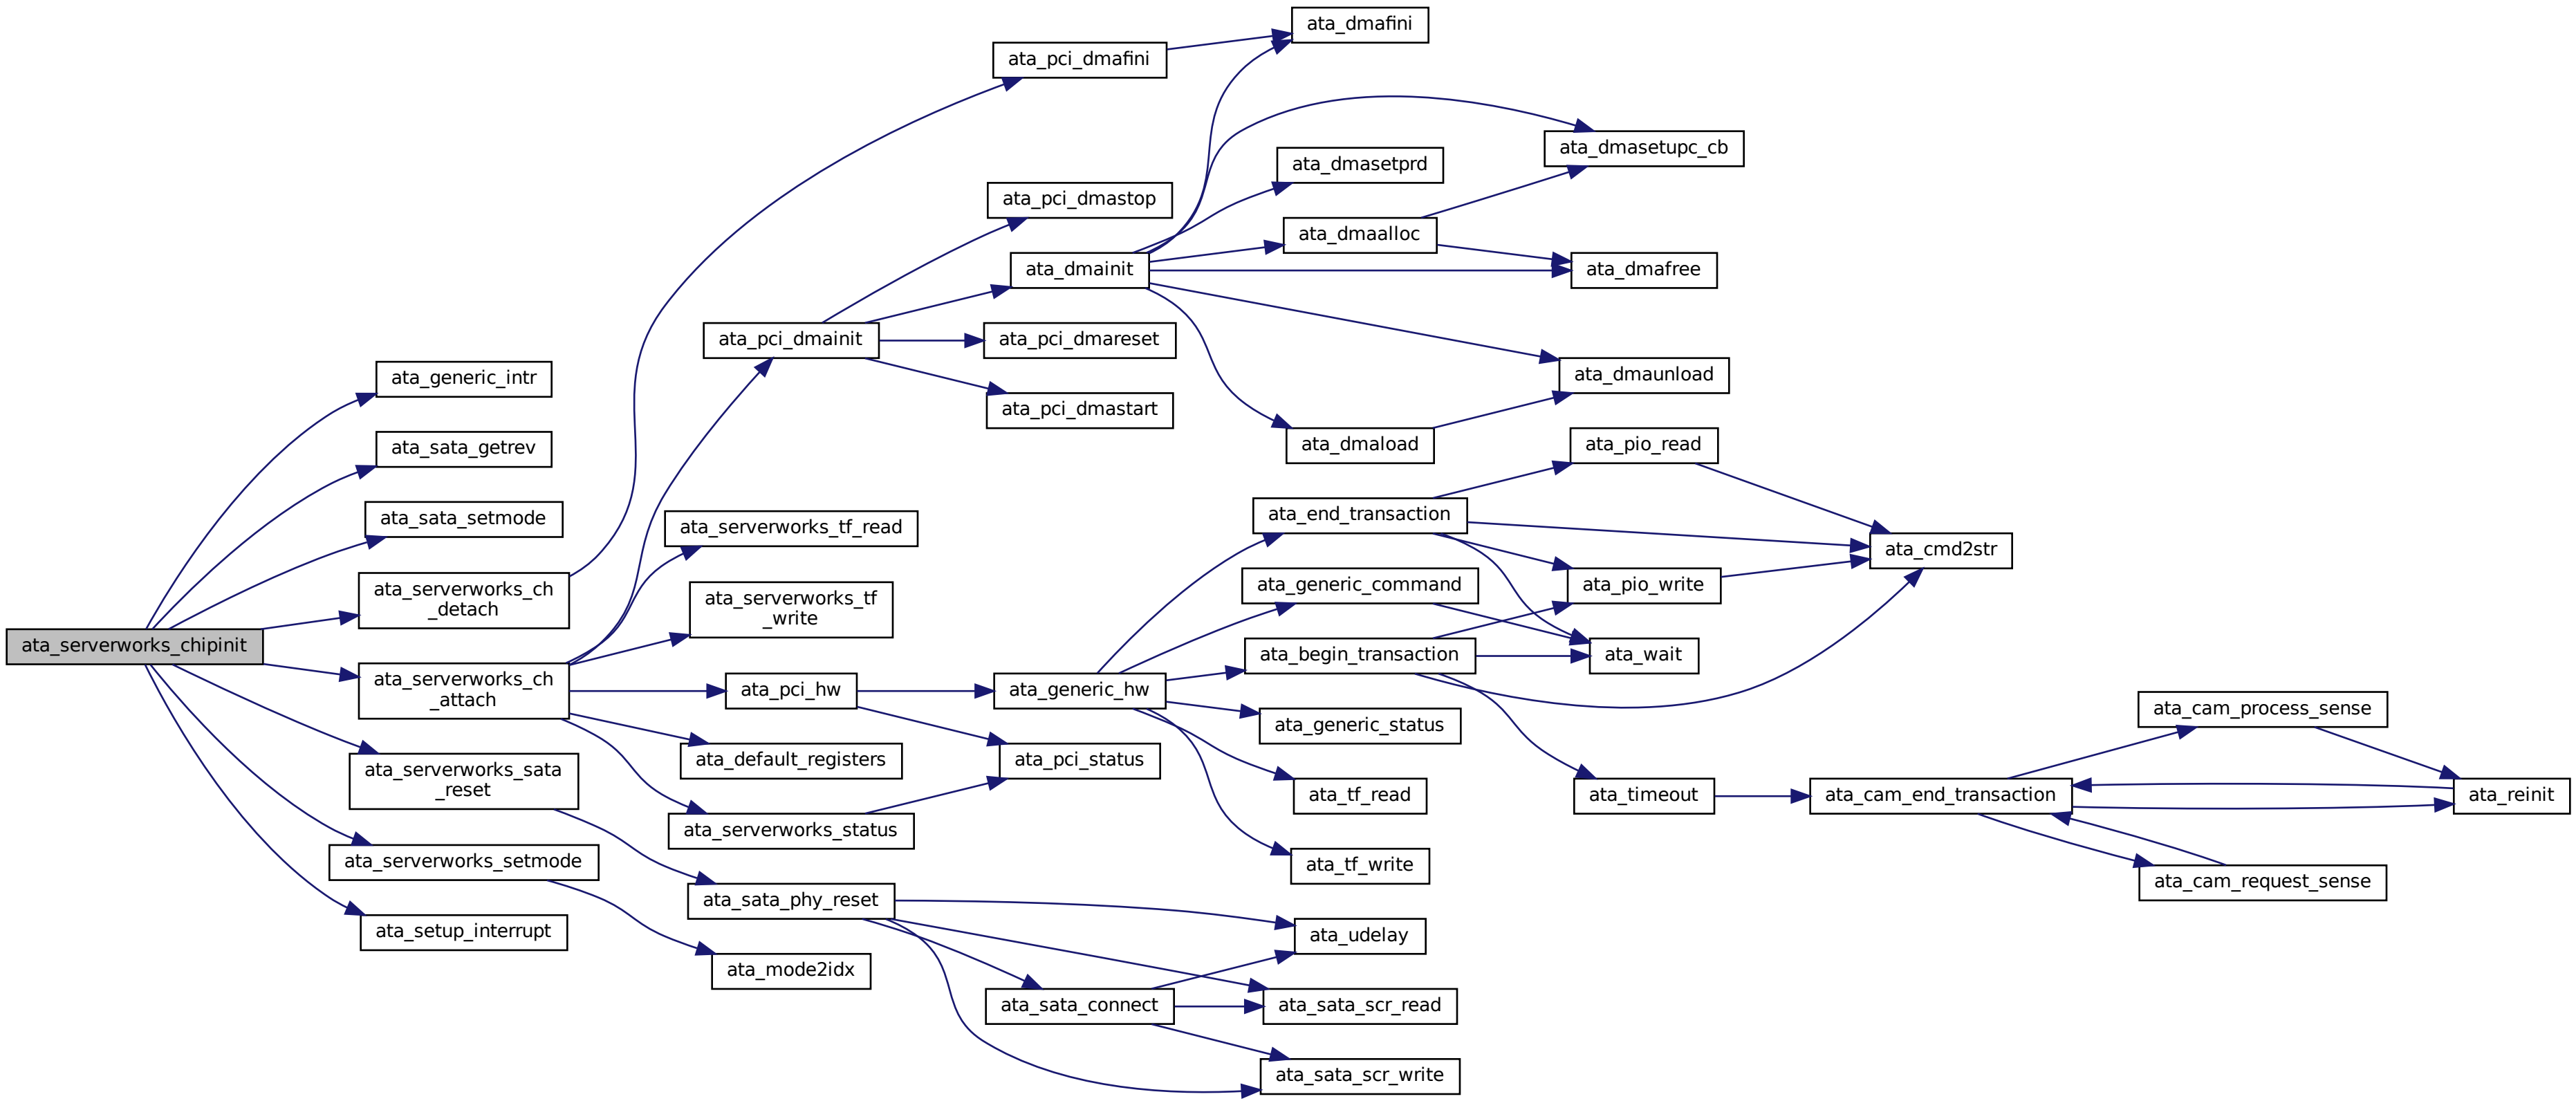 ata_serverworks_chipinit
ata_generic_intr
ata_sata_getrev
ata_sata_setmode
ata_serverworks_ch
_detach
ata_serverworks_ch
_attach
ata_serverworks_sata
_reset
ata_serverworks_setmode
ata_setup_interrupt
ata_pci_dmainit
ata_serverworks_tf_read
ata_serverworks_tf
_write
ata_pci_hw
ata_default_registers
ata_serverworks_status
ata_sata_phy_reset
ata_mode2idx
ata_pci_dmafini
ata_pci_dmastop
ata_dmainit
ata_pci_dmareset
ata_pci_dmastart
ata_generic_hw
ata_pci_status
ata_sata_connect
ata_dmafini
ata_dmasetprd
ata_dmaalloc
ata_dmaload
ata_end_transaction
ata_generic_command
ata_begin_transaction
ata_generic_status
ata_tf_read
ata_tf_write
ata_udelay
ata_sata_scr_read
ata_sata_scr_write
ata_dmasetupc_cb
ata_dmafree
ata_dmaunload
ata_pio_read
ata_pio_write
ata_wait
ata_timeout
ata_cmd2str
ata_cam_end_transaction
ata_cam_process_sense
ata_cam_request_sense
ata_reinit